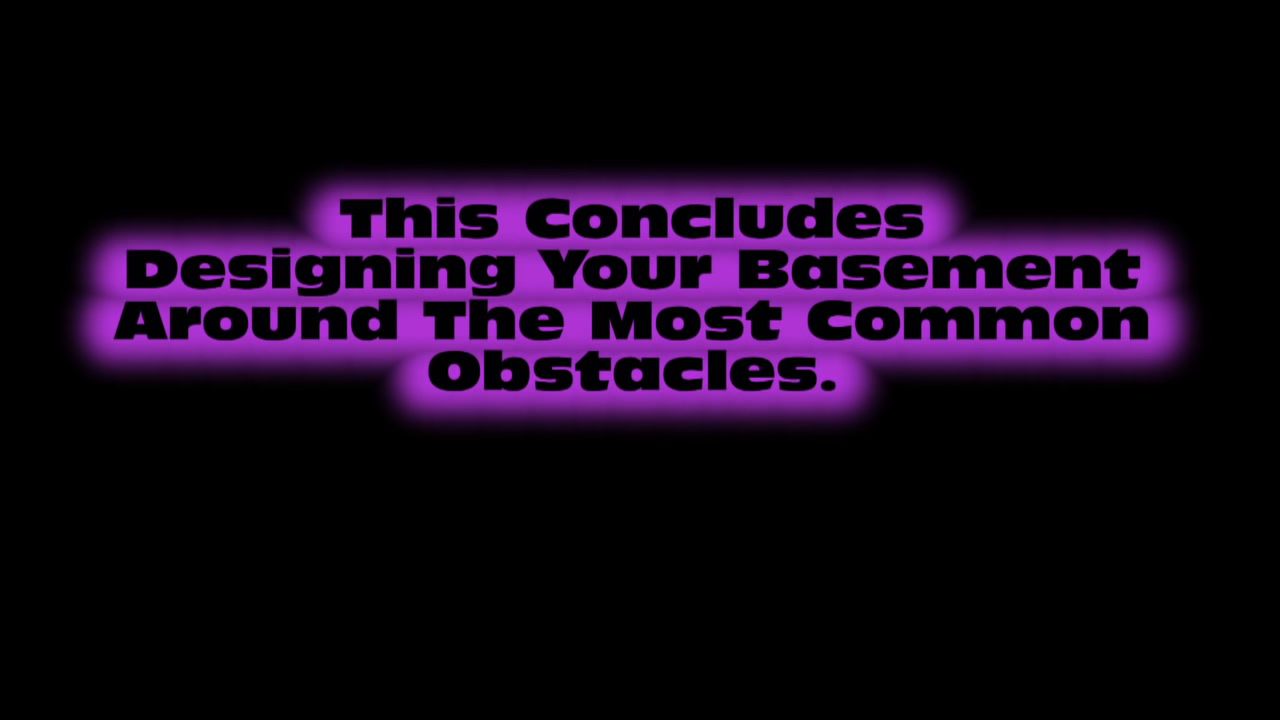 This Concludes
Designing Your Basement
Around The Most Common
Obstacles.